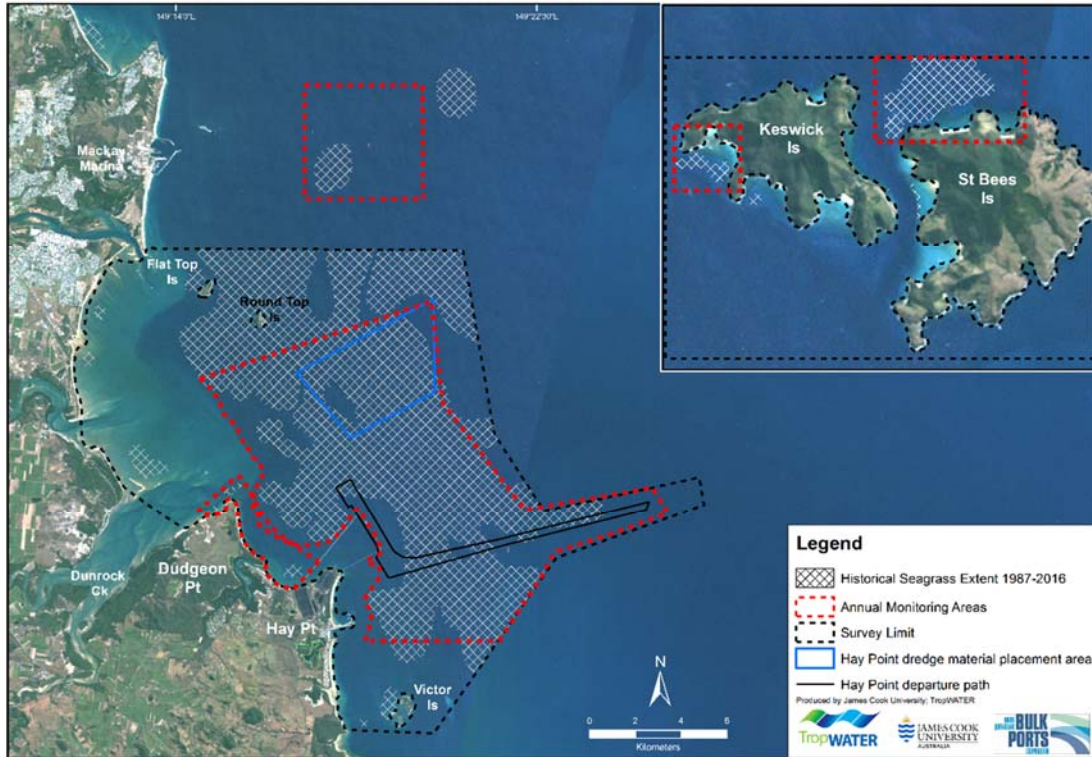 149°14'0"E
149°22'30"E
Mackay
Marina
Flat Top
Is
Round Top
Is
Dunrock
Ck
Dudgeon
Pt
Hay Pt
Victor
Is
Keswick
Is
St Bees
Is
N
0 2 4 6
Kilometers
Legend
Historical Seagrass Extent 1987-2016
Annual Monitoring Areas
Survey Limit
Hay Point dredge material placement area
Hay Point departure path
Produced by James Cook University; TropWATER
TropWATER
JAMES COOK
UNIVERSITY
AUSTRALIA
BULK
PORTS